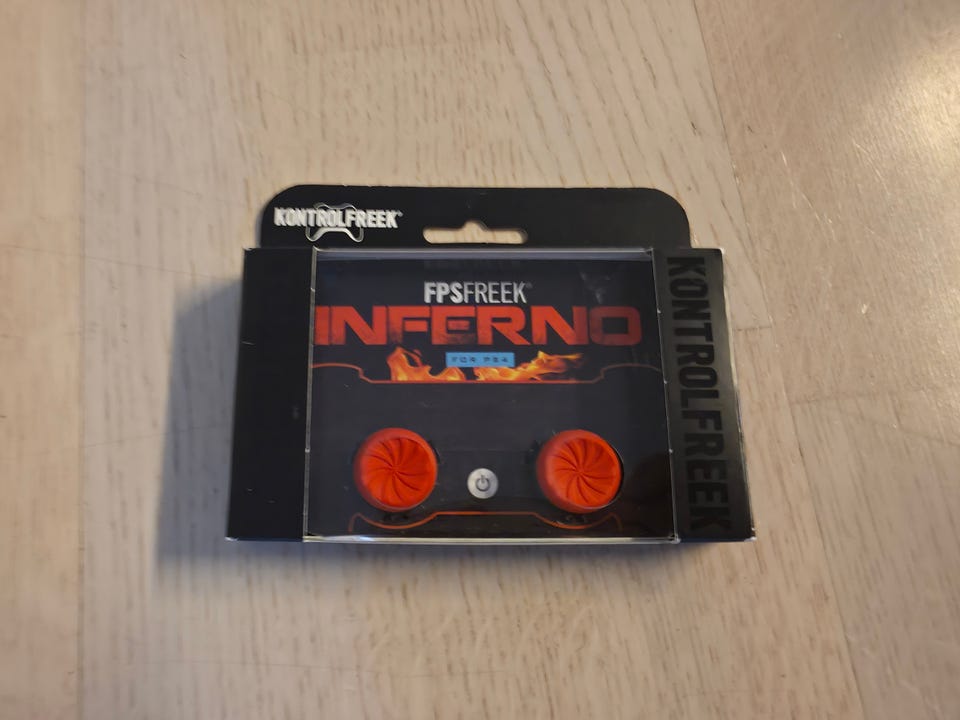 KONTROLFREEK®
FPSFREEK®
INFERNO
FOR PS4
KONTROLFREEK